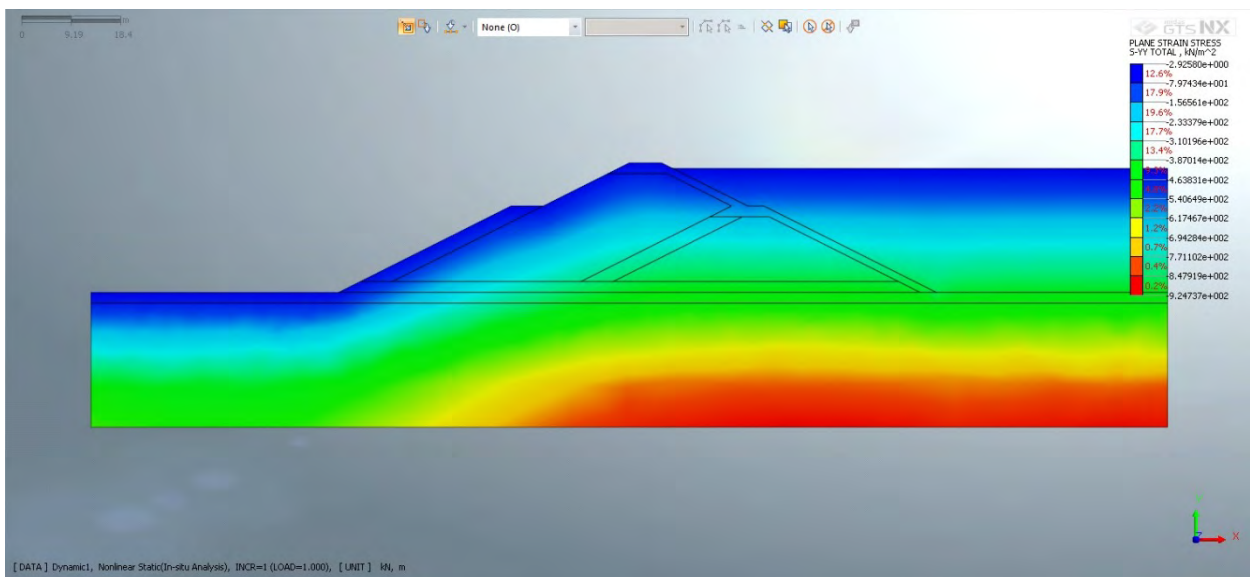 m
0 9.19 18.4
None (O)
GTS NX
PLANE STRAIN STRESS
S-YY TOTAL , kN/m^2
-2.92580e+000
12.6%
-7.97434e+001
17.9%
-1.56561e+002
19.6%
-2.33379e+002
17.7%
-3.10196e+002
13.4%
-3.87014e+002
-4.63831e+002
-5.40649e+002
2.2%
-6.17467e+002
1.2%
-6.94284e+002
0.7%
-7.71102e+002
0.4%
-8.47919e+002
0.2%
-9.24737e+002
Y
Z
X
[ DATA ] Dynamic1, Nonlinear Static(In-situ Analysis), INCR=1 (LOAD=1.000), [ UNIT ] kN, m